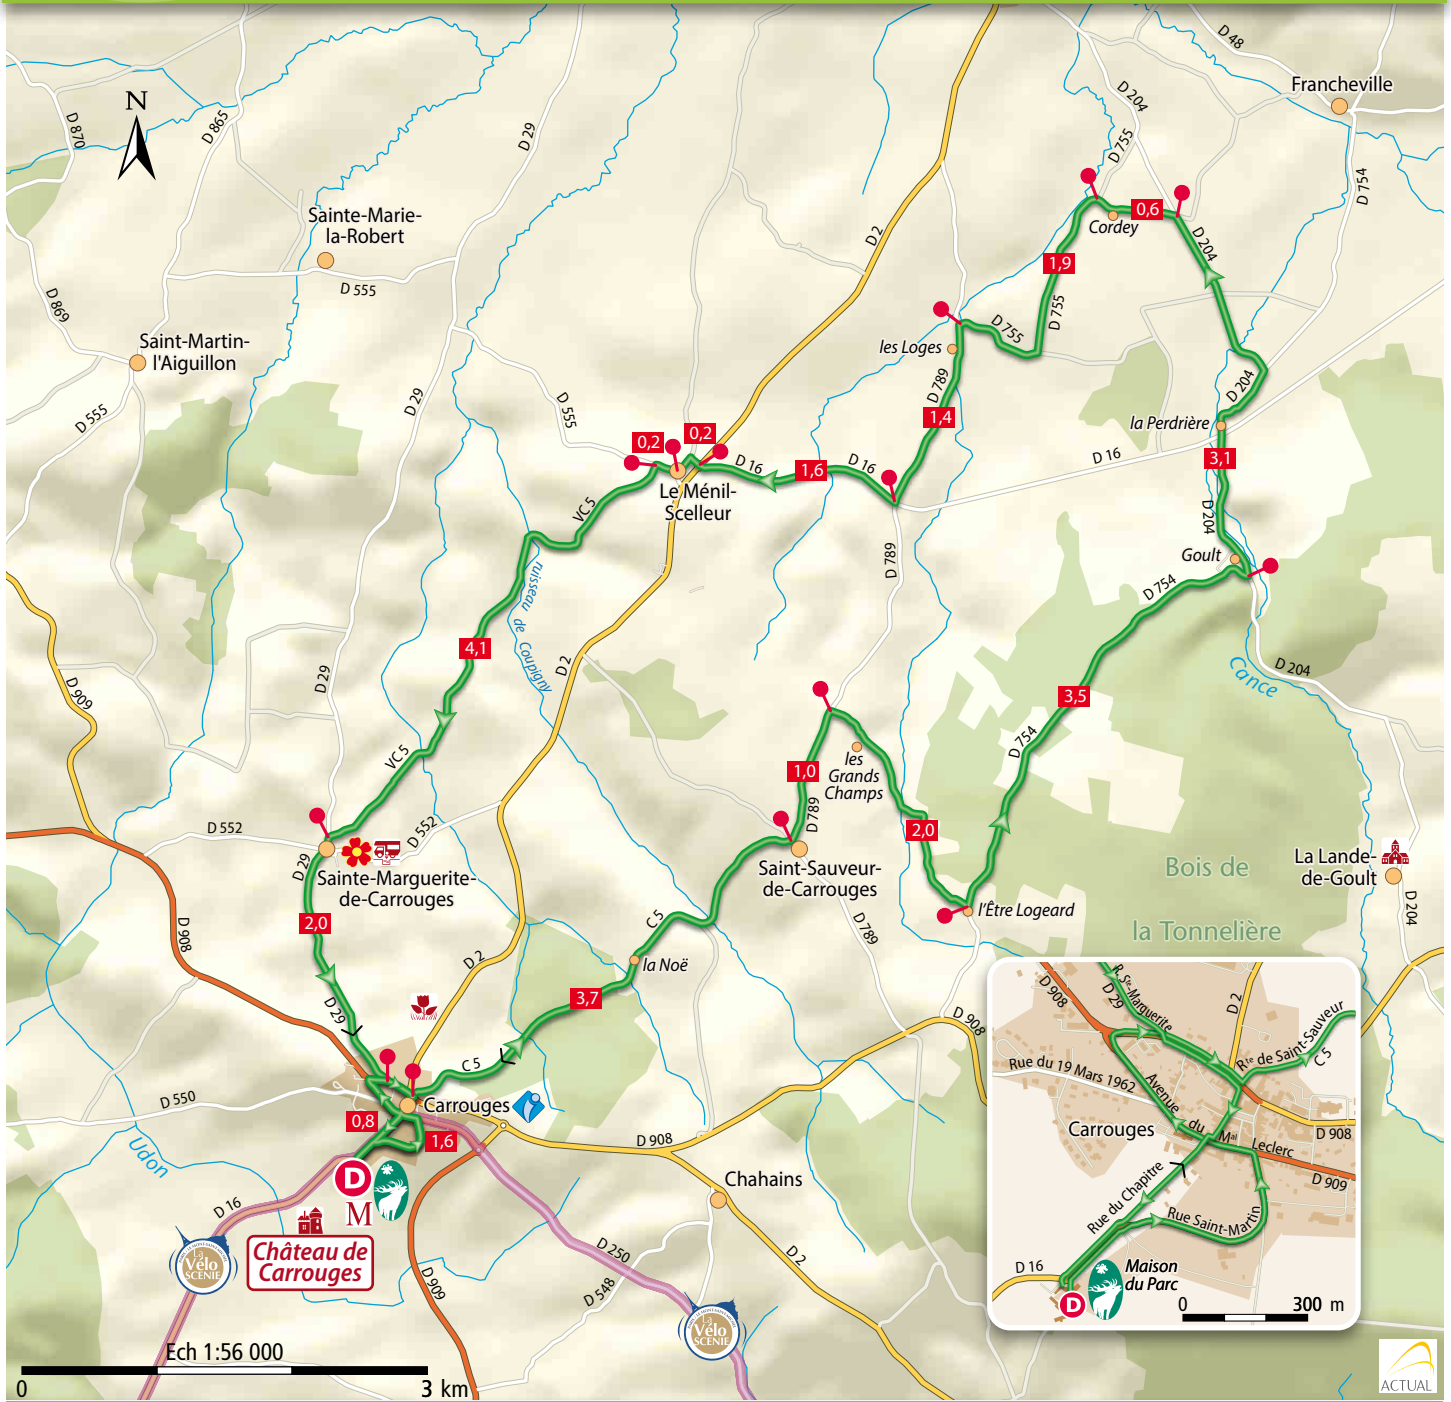 D 48
Francheville
N
D 870
D 865
D 29
D 204
D 755
D 754
Sainte-Marie-
la-Robert
D 555
D 2
Cordey
0,6
D 204
1,9
D 755
D 755
D 869
Saint-Martin-
l'Aiguillon
les Loges
D 789
1,4
D 204
la Perdrière
D 555
D 29
D 555
0,2
0,2
D 16
1,6
D 16
D 16
3,1
Le Ménil-
Scelleur
VC 5
D 204
Goult
D 789
D 754
ruisseau de Coupigny
4,1
D 2
D 29
D 909
Cance
D 204
3,5
D 754
VC 5
les
Grands
Champs
1,0
D 789
2,0
D 552
D 552
D 29
Sainte-Marguerite-
de-Carrouges
Saint-Sauveur-
de-Carrouges
Bois de
la Tonnelière
La Lande-
de-Goult
D 204
l'Être Logeard
2,0
D 908
C 5
D 789
D 2
la Noë
3,7
D 29
D 908
C 5
D 550
Carrouges
0,8
1,6
D 908
Udon
D
M
D 16
Chahains
Château de
Carrouges
La
Vélo
SCÉNIE
D 250
D 2
D 548
D 909
La
Vélo
SCÉNIE
D 908
R. Ste-Marguerite
D 29
D 2
Rte de Saint-Sauveur
C 5
Rue du 19 Mars 1962
Avenue du Mal Leclerc
Carrouges
D 908
D 909
Rue du Chapitre
Rue Saint-Martin
D 16
Maison
du Parc
D
0 300 m
Ech 1:56 000
0 3 km
ACTUAL